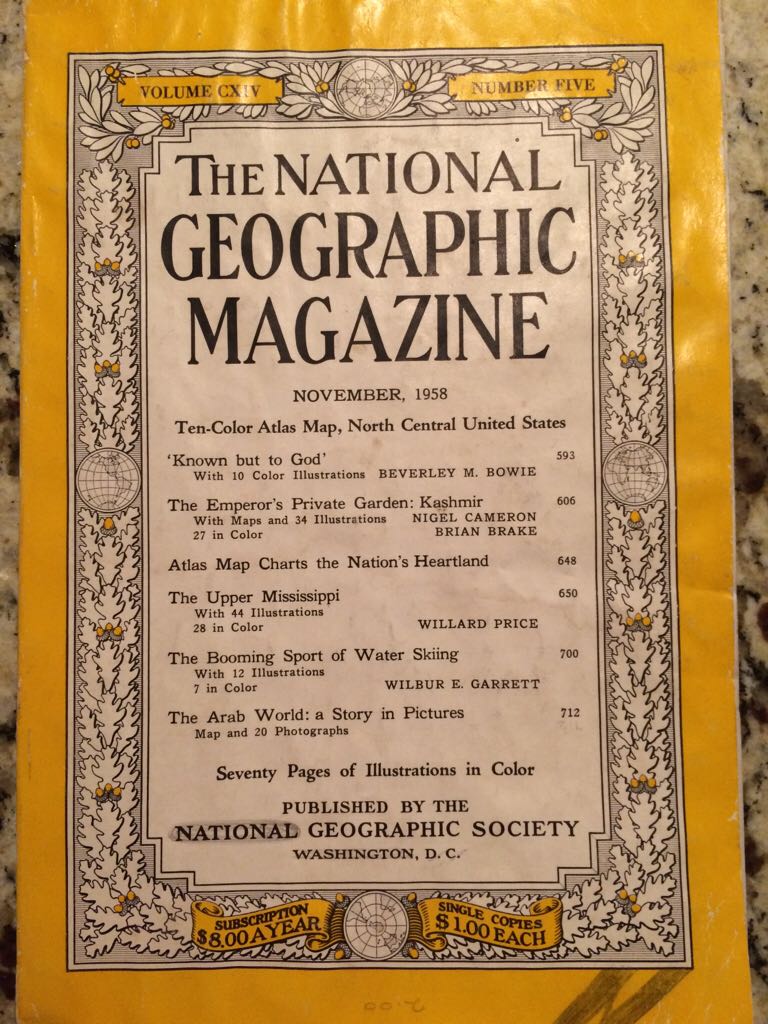 VOLUME CXIV
NUMBER FIVE
THE NATIONAL
GEOGRAPHIC
MAGAZINE
NOVEMBER, 1958
Ten-Color Atlas Map, North Central United States
'Known but to God' 593
With 10 Color Illustrations BEVERLEY M. BOWIE
The Emperor's Private Garden: Kashmir 606
With Maps and 34 Illustrations NIGEL CAMERON
27 in Color BRIAN BRAKE
Atlas Map Charts the Nation's Heartland 648
The Upper Mississippi 650
With 44 Illustrations
28 in Color WILLARD PRICE
The Booming Sport of Water Skiing 700
With 12 Illustrations
7 in Color WILBUR E. GARRETT
The Arab World: a Story in Pictures 712
Map and 20 Photographs
Seventy Pages of Illustrations in Color
PUBLISHED BY THE
NATIONAL GEOGRAPHIC SOCIETY
WASHINGTON, D. C.
SUBSCRIPTION
$8.00 A YEAR
SINGLE COPIES
$1.00 EACH
2.00